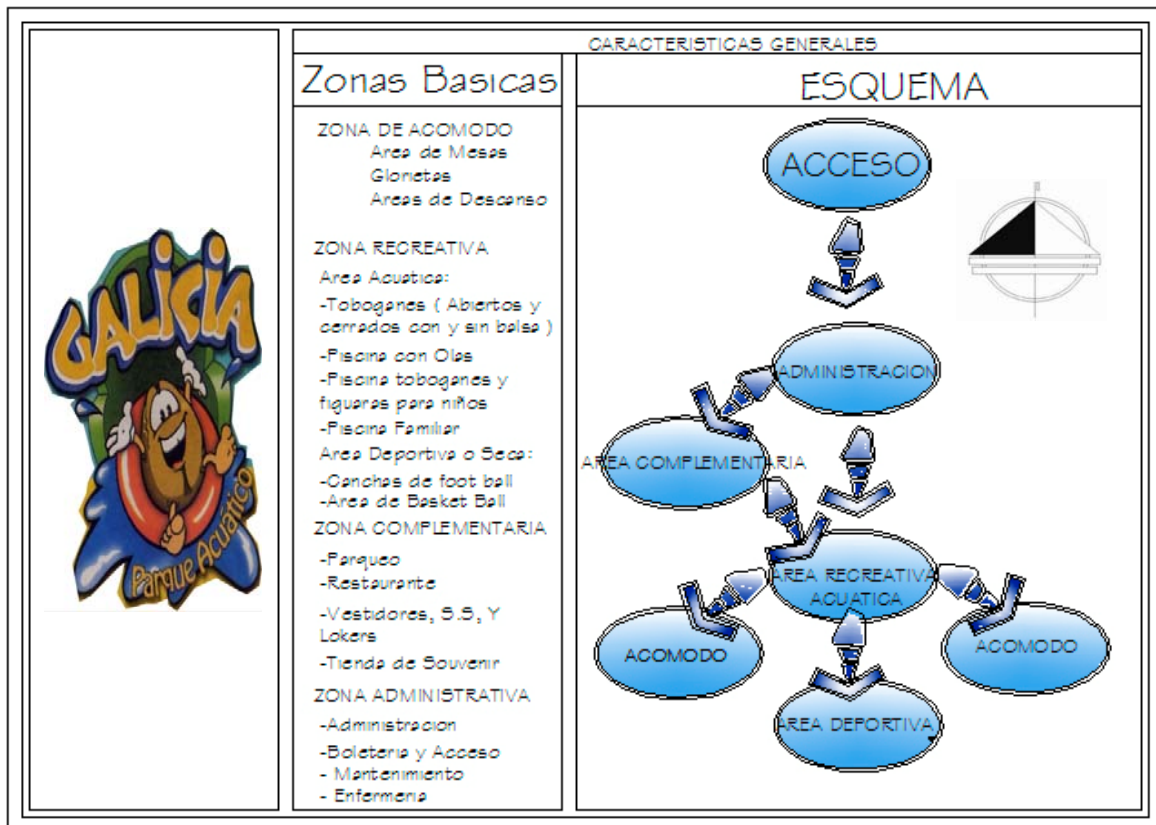 CARACTERISTICAS GENERALES
Zonas Basicas
ESQUEMA
GALICIA
Parque Acuatico
ZONA DE ACOMODO
Area de Mesas
Glorietas
Areas de Descanso
ZONA RECREATIVA
Area Acuatica:
-Toboganes ( Abiertos y
cerrados con y sin balsa )
-Piscina con Olas
-Piscina toboganes y
figuaras para niños
-Piscina Familiar
Area Deportiva o Seca:
-Canchas de foot ball
-Area de Basket Ball
ZONA COMPLEMENTARIA
-Parqueo
-Restaurante
-Vestidores, S.S, Y
Lokers
-Tienda de Souvenir
ZONA ADMINISTRATIVA
-Administracion
-Boleteria y Acceso
- Mantenimiento
- Enfermeria
ACCESO
ADMINISTRACION
AREA COMPLEMENTARIA
AREA RECREATIVA
ACUATICA
ACOMODO
ACOMODO
AREA DEPORTIVA